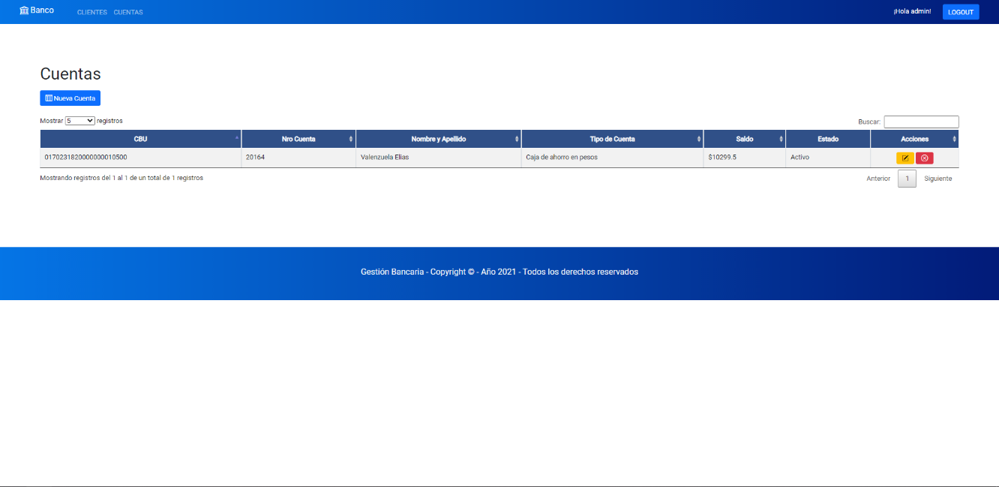 Banco CLIENTES CUENTAS ¡Hola admin! LOGOUT
Cuentas
Nueva Cuenta
Mostrar 5 registros Buscar:
CBU Nro Cuenta Nombre y Apellido Tipo de Cuenta Saldo Estado Acciones
0170231820000000010500 20164 Valenzuela Elias Caja de ahorro en pesos $10299.5 Activo
Mostrando registros del 1 al 1 de un total de 1 registros Anterior 1 Siguiente
Gestión Bancaria - Copyright © - Año 2021 - Todos los derechos reservados